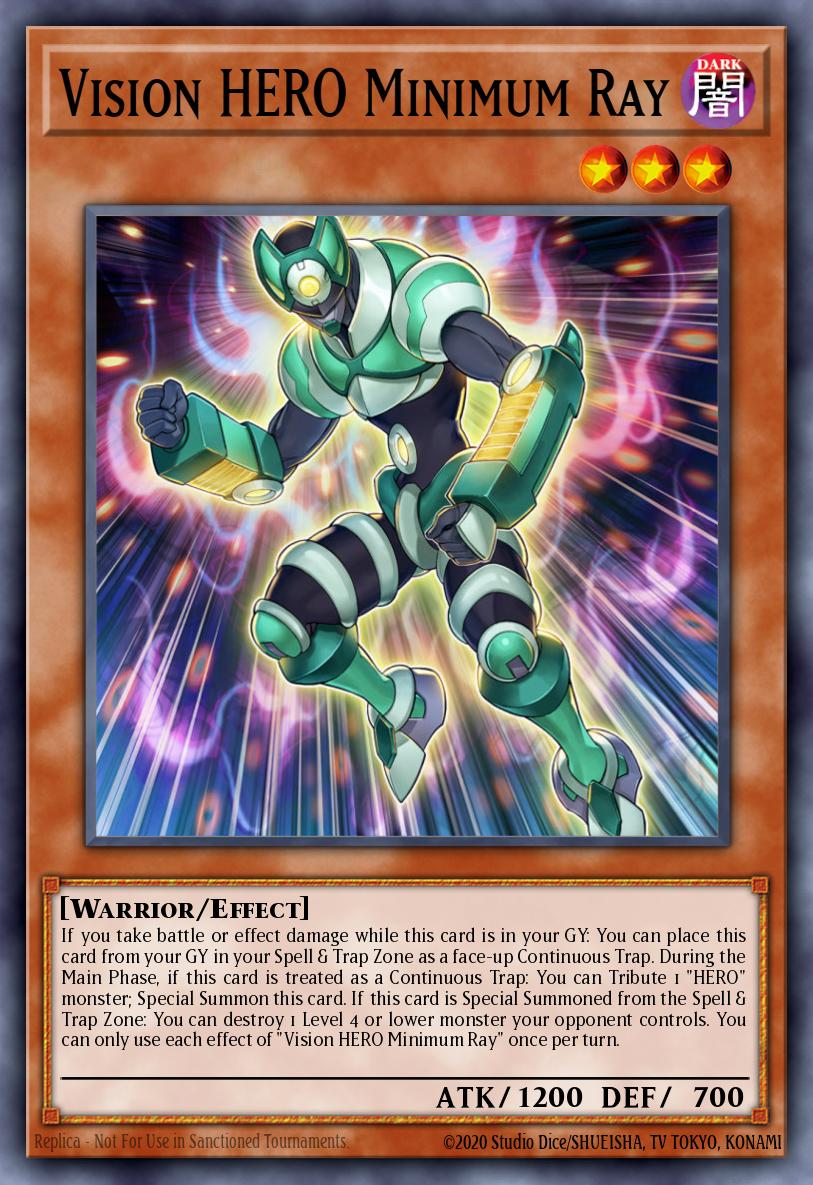 Vision HERO Minimum Ray
DARK
闇
[Warrior/Effect]
If you take battle or effect damage while this card is in your GY: You can place this
card from your GY in your Spell & Trap Zone as a face-up Continuous Trap. During the
Main Phase, if this card is treated as a Continuous Trap: You can Tribute 1 "HERO"
monster; Special Summon this card. If this card is Special Summoned from the Spell &
Trap Zone: You can destroy 1 Level 4 or lower monster your opponent controls. You
can only use each effect of "Vision HERO Minimum Ray" once per turn.
ATK/1200 DEF/ 700
Replica - Not For Use in Sanctioned Tournaments.
©2020 Studio Dice/SHUEISHA, TV TOKYO, KONAMI